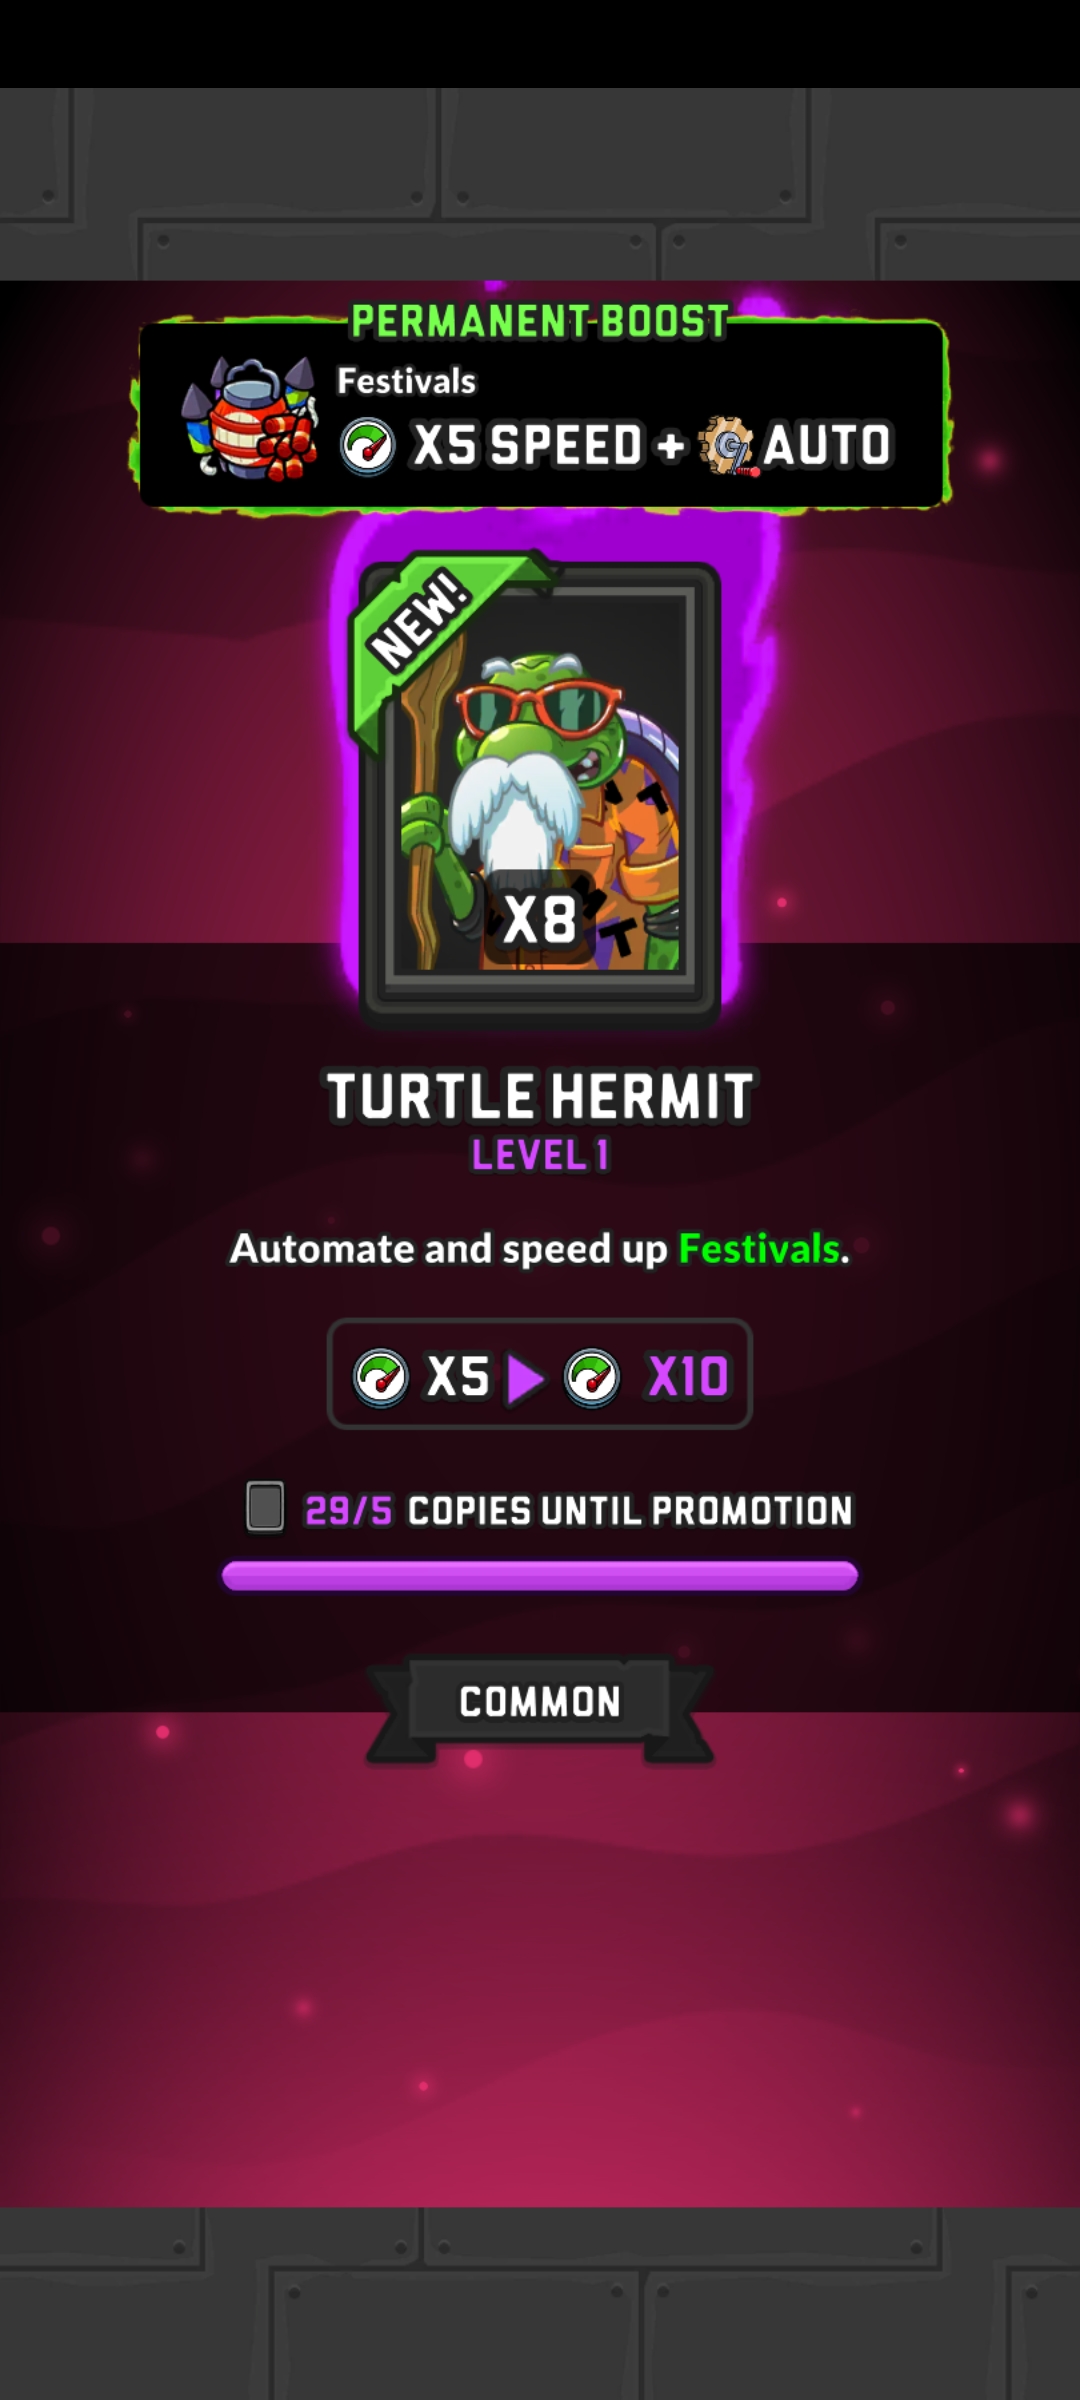 PERMANENT BOOST
Festivals
X5 SPEED + AUTO
NEW!
X8
TURTLE HERMIT
LEVEL 1
Automate and speed up Festivals.
X5 X10
29/5 COPIES UNTIL PROMOTION
COMMON